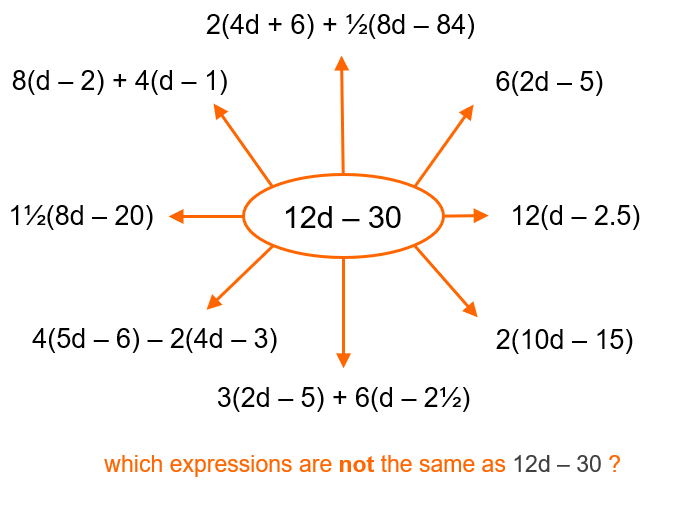 2(4d + 6) + ½(8d – 84)
8(d – 2) + 4(d – 1)
6(2d – 5)
1½(8d – 20)
12d – 30
12(d – 2.5)
4(5d – 6) – 2(4d – 3)
2(10d – 15)
3(2d – 5) + 6(d – 2½)
which expressions are not the same as 12d – 30 ?